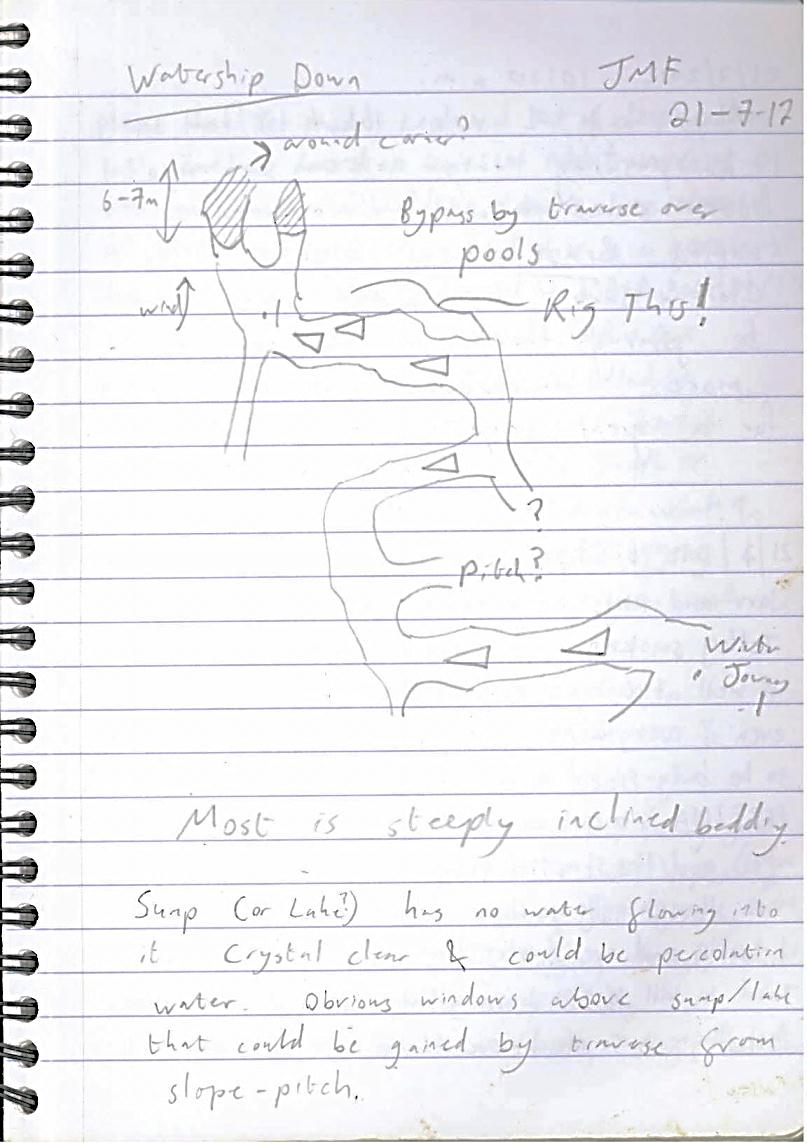 Watership Down
JMF
21-7-12
around corner?
6-7m
Bypass by traverse over
pools
wind
Rig This!
.1
?
Pitch?
Water
Journey
.1
Most is steeply inclined bedding.
Sump (or Lake?) has no water flowing into
it Crystal clear & could be percolation
water. Obvious windows above sump/lake
that could be gained by traverse from
slope-pitch.